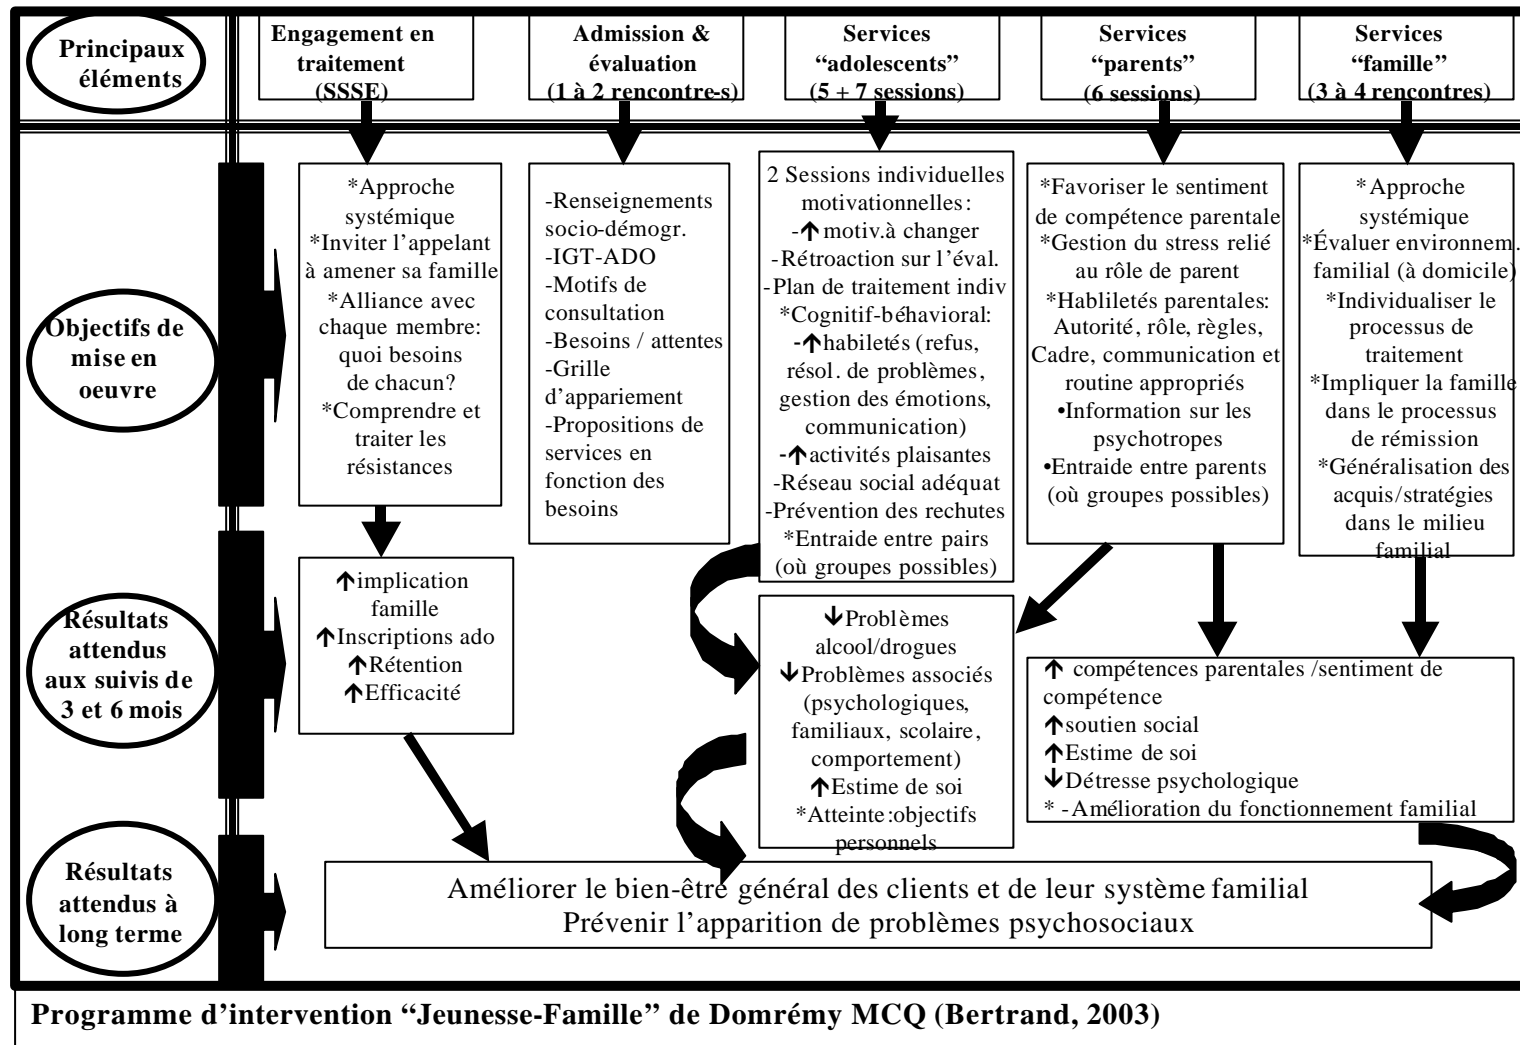 Principaux
éléments
Engagement en
traitement
(SSSE)
Admission &
évaluation
(1 à 2 rencontre-s)
Services
“adolescents”
(5 + 7 sessions)
Services
“parents”
(6 sessions)
Services
“famille”
(3 à 4 rencontres)
Objectifs de
mise en
oeuvre
*Approche
systémique
*Inviter l’appelant
à amener sa famille
*Alliance avec
chaque membre:
quoi besoins
de chacun?
*Comprendre et
traiter les
résistances
-Renseignements
socio-démogr.
-IGT-ADO
-Motifs de
consultation
-Besoins / attentes
-Grille
d’appariement
-Propositions de
services en
fonction des
besoins
2 Sessions individuelles
motivationnelles:
-↑ motiv.à changer
-Rétroaction sur l’éval.
-Plan de traitement indiv
*Cognitif-béhavioral:
-↑habiletés (refus,
résol. de problèmes,
gestion des émotions,
communication)
-↑activités plaisantes
-Réseau social adéquat
-Prévention des rechutes
*Entraide entre pairs
(où groupes possibles)
*Favoriser le sentiment
de compétence parentale
*Gestion du stress relié
au rôle de parent
*Habliletés parentales:
Autorité, rôle, règles,
Cadre, communication et
routine appropriés
•Information sur les
psychotropes
•Entraide entre parents
(où groupes possibles)
*Approche
systémique
*Évaluer environnem.
familial (à domicile)
*Individualiser le
processus de
traitement
*Impliquer la famille
dans le processus
de rémission
*Généralisation des
acquis/stratégies
dans le milieu
familial
Résultats
attendus
aux suivis de
3 et 6 mois
↑implication
famille
↑Inscriptions ado
↑Rétention
↑Efficacité
↓Problèmes
alcool/drogues
↓Problèmes associés
(psychologiques,
familiaux, scolaire,
comportement)
↑Estime de soi
*Atteinte:objectifs
personnels
↑ compétences parentales /sentiment de
compétence
↑soutien social
↑Estime de soi
↓Détresse psychologique
* -Amélioration du fonctionnement familial
Résultats
attendus à
long terme
Améliorer le bien-être général des clients et de leur système familial
Prévenir l’apparition de problèmes psychosociaux
Programme d’intervention “Jeunesse-Famille” de Domrémy MCQ (Bertrand, 2003)